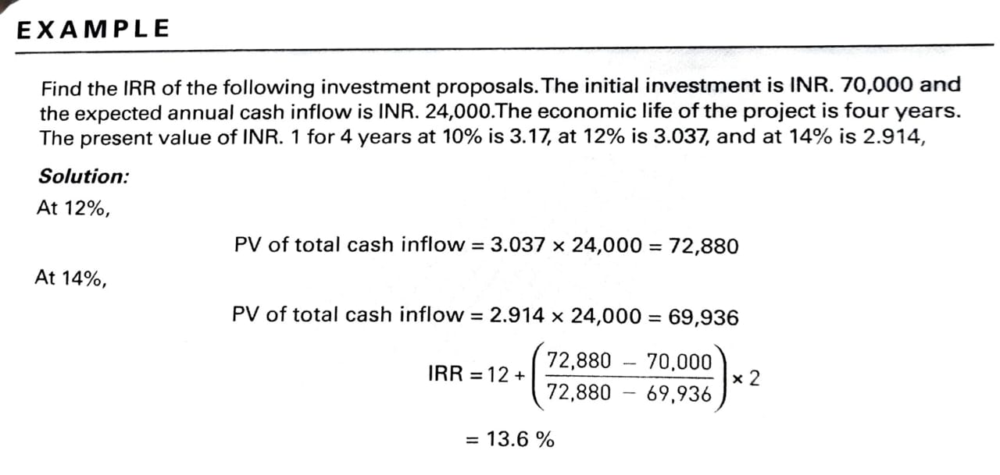 EXAMPLE
Find the IRR of the following investment proposals. The initial investment is INR. 70,000 and
the expected annual cash inflow is INR. 24,000.The economic life of the project is four years.
The present value of INR. 1 for 4 years at 10% is 3.17, at 12% is 3.037, and at 14% is 2.914,
Solution:
At 12%,
PV of total cash inflow = 3.037 × 24,000 = 72,880
At 14%,
PV of total cash inflow = 2.914 × 24,000 = 69,936
IRR = 12 + ( 72,880 – 70,000 / 72,880 – 69,936 ) × 2
= 13.6 %